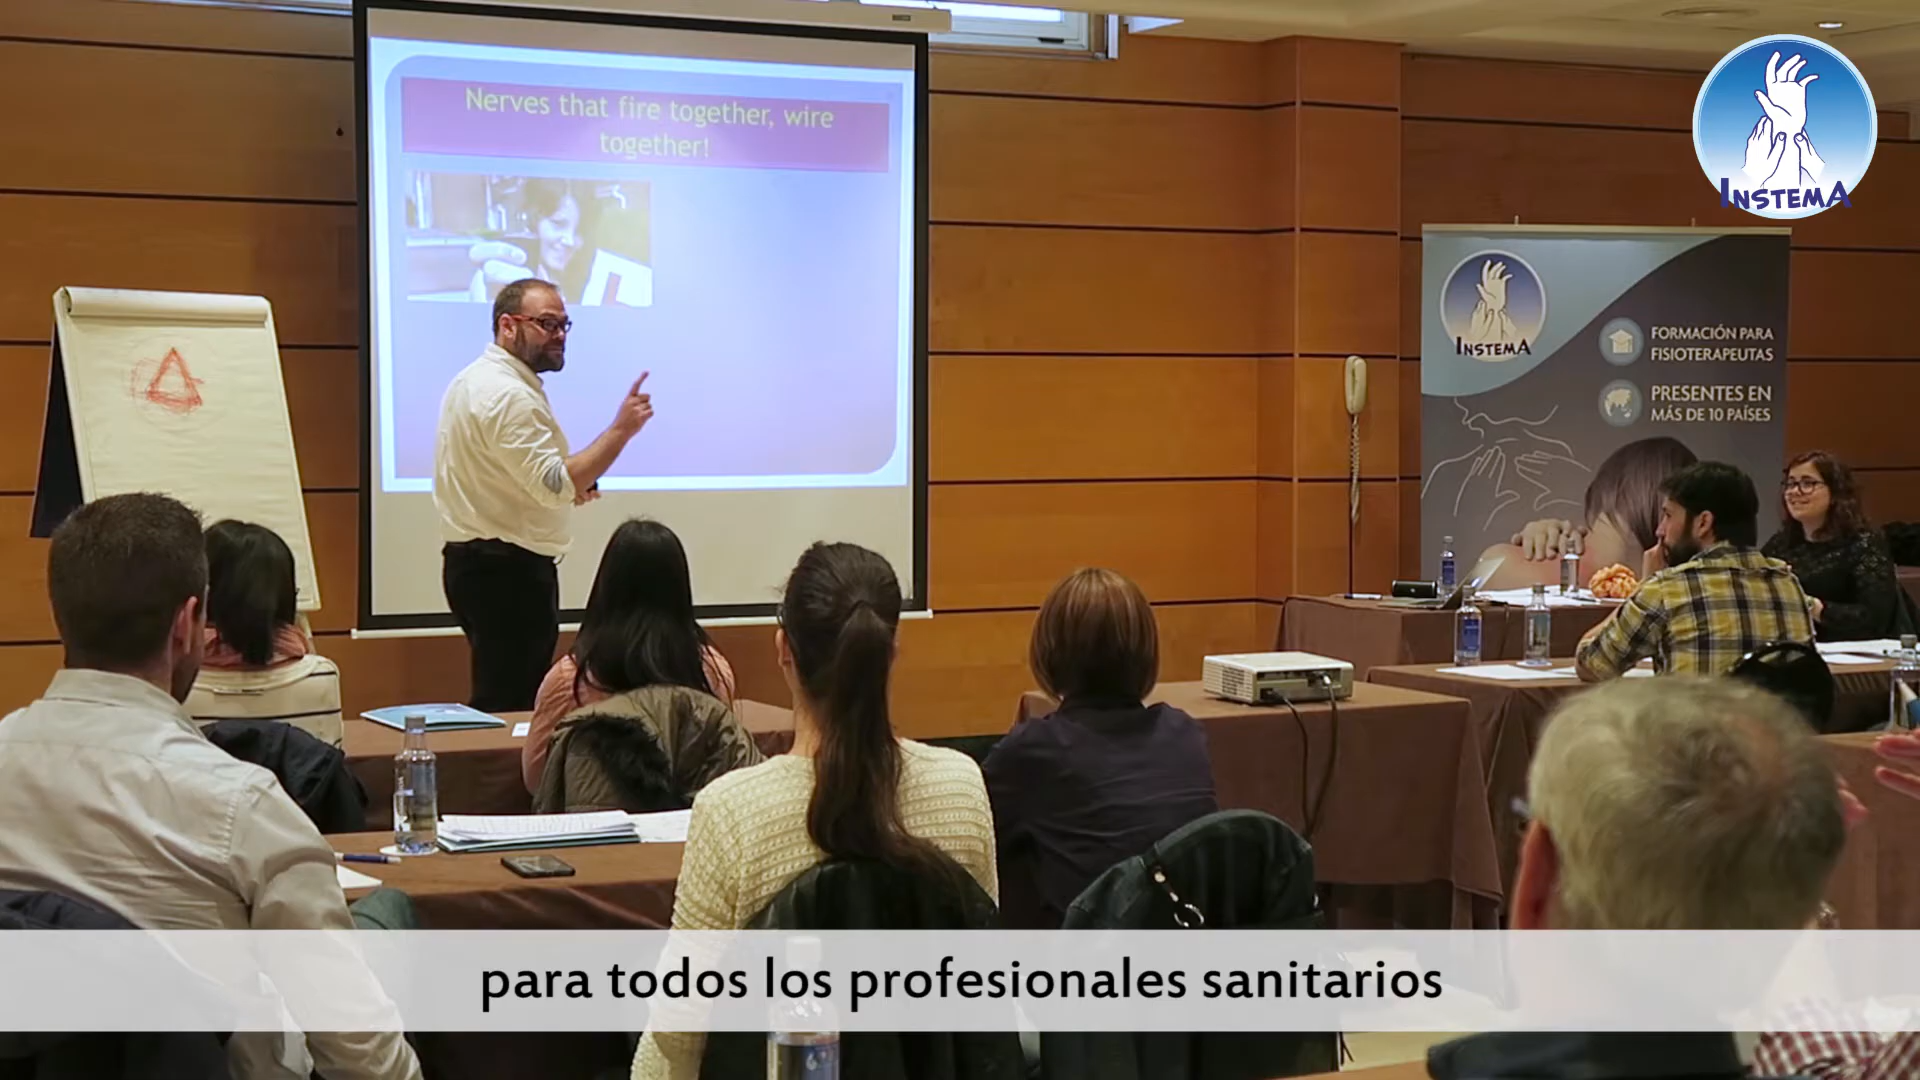 Nerves that fire together, wire
together!
INSTEMA
INSTEMA
FORMACIÓN PARA
FISIOTERAPEUTAS
PRESENTES EN
MÁS DE 10 PAÍSES
para todos los profesionales sanitarios